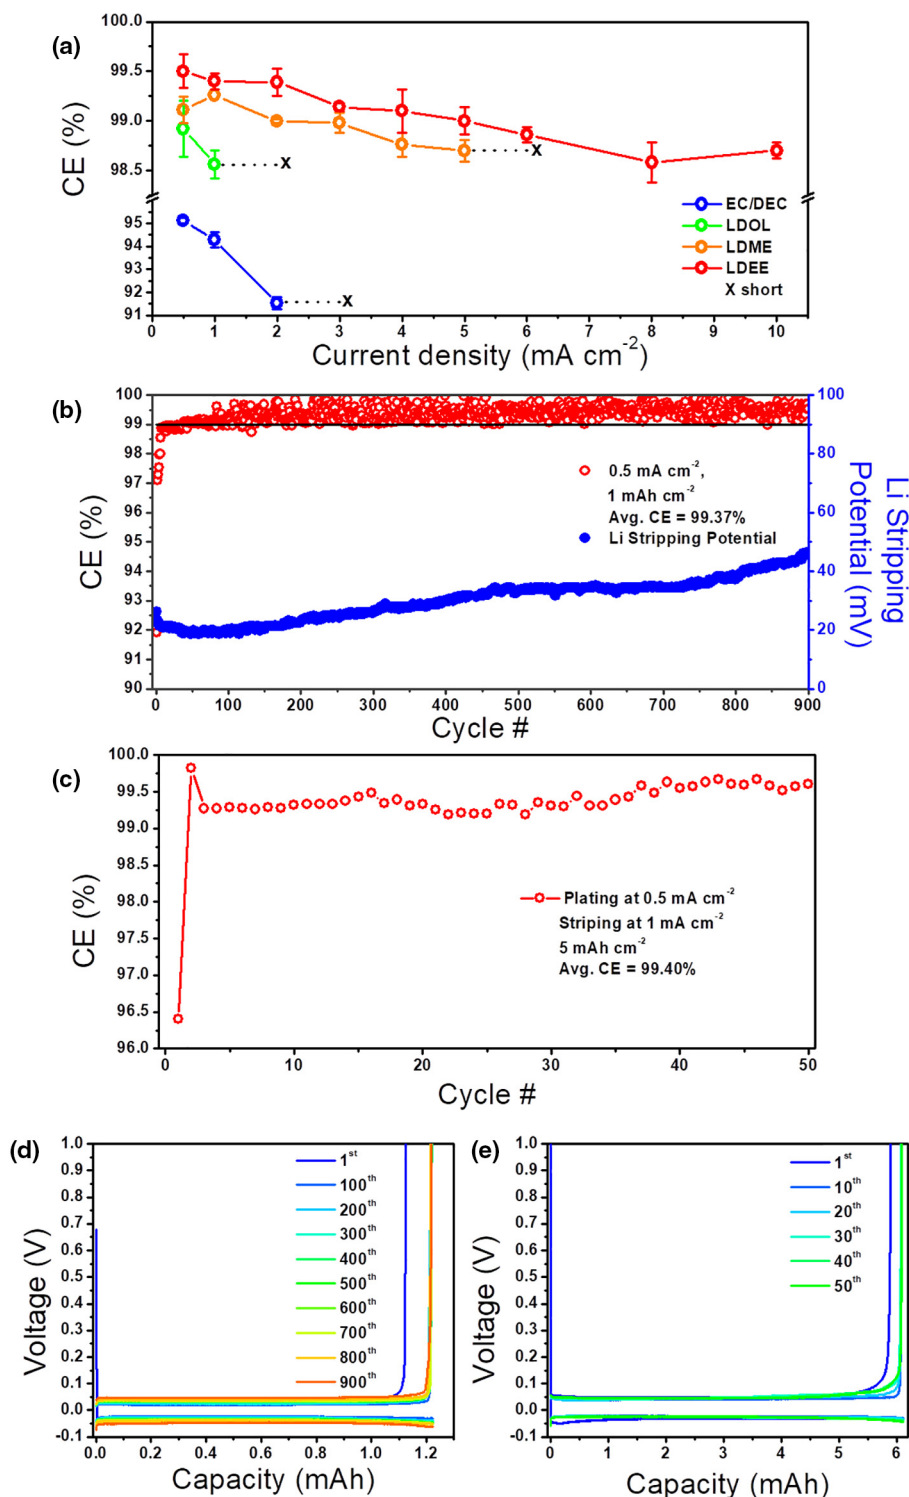 (a)
100.0
99.5
99.0
98.5
95
94
93
92
91
CE (%)
x
x
x
EC/DEC
LDOL
LDME
LDEE
X short
0 1 2 3 4 5 6 7 8 9 10
Current density (mA cm-2)
(b)
100
99
98
97
96
95
94
93
92
91
90
CE (%)
0.5 mA cm-2,
1 mAh cm-2
Avg. CE = 99.37%
Li Stripping Potential
100
80
60
40
20
0
Li Stripping
Potential (mV)
0 100 200 300 400 500 600 700 800 900
Cycle #
(c)
100.0
99.5
99.0
98.5
98.0
97.5
97.0
96.5
96.0
CE (%)
Plating at 0.5 mA cm-2
Striping at 1 mA cm-2
5 mAh cm-2
Avg. CE = 99.40%
0 10 20 30 40 50
Cycle #
(d)
1.0
0.9
0.8
0.7
0.6
0.5
0.4
0.3
0.2
0.1
0.0
-0.1
Voltage (V)
1st
100th
200th
300th
400th
500th
600th
700th
800th
900th
0.0 0.2 0.4 0.6 0.8 1.0 1.2
Capacity (mAh)
(e)
1.0
0.9
0.8
0.7
0.6
0.5
0.4
0.3
0.2
0.1
0.0
-0.1
Voltage (V)
1st
10th
20th
30th
40th
50th
0 1 2 3 4 5 6
Capacity (mAh)